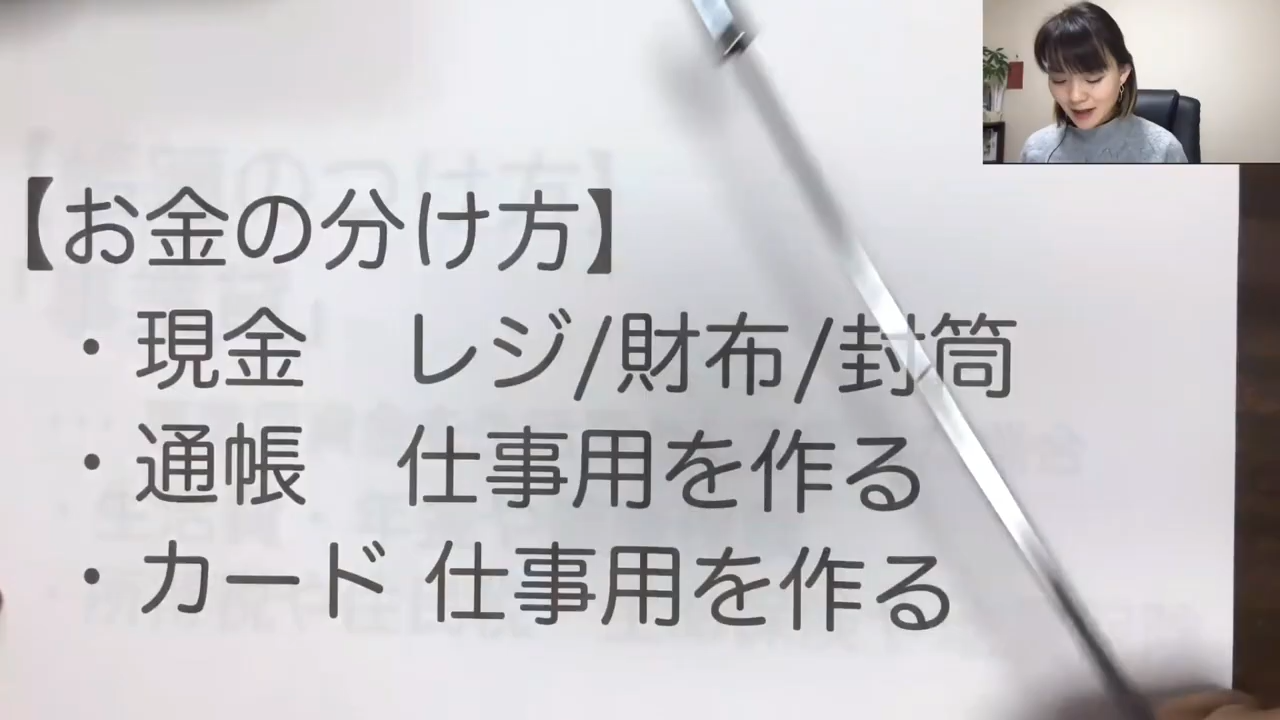 【お金の分け方】
・現金　レジ/財布/封筒
・通帳　仕事用を作る
・カード 仕事用を作る